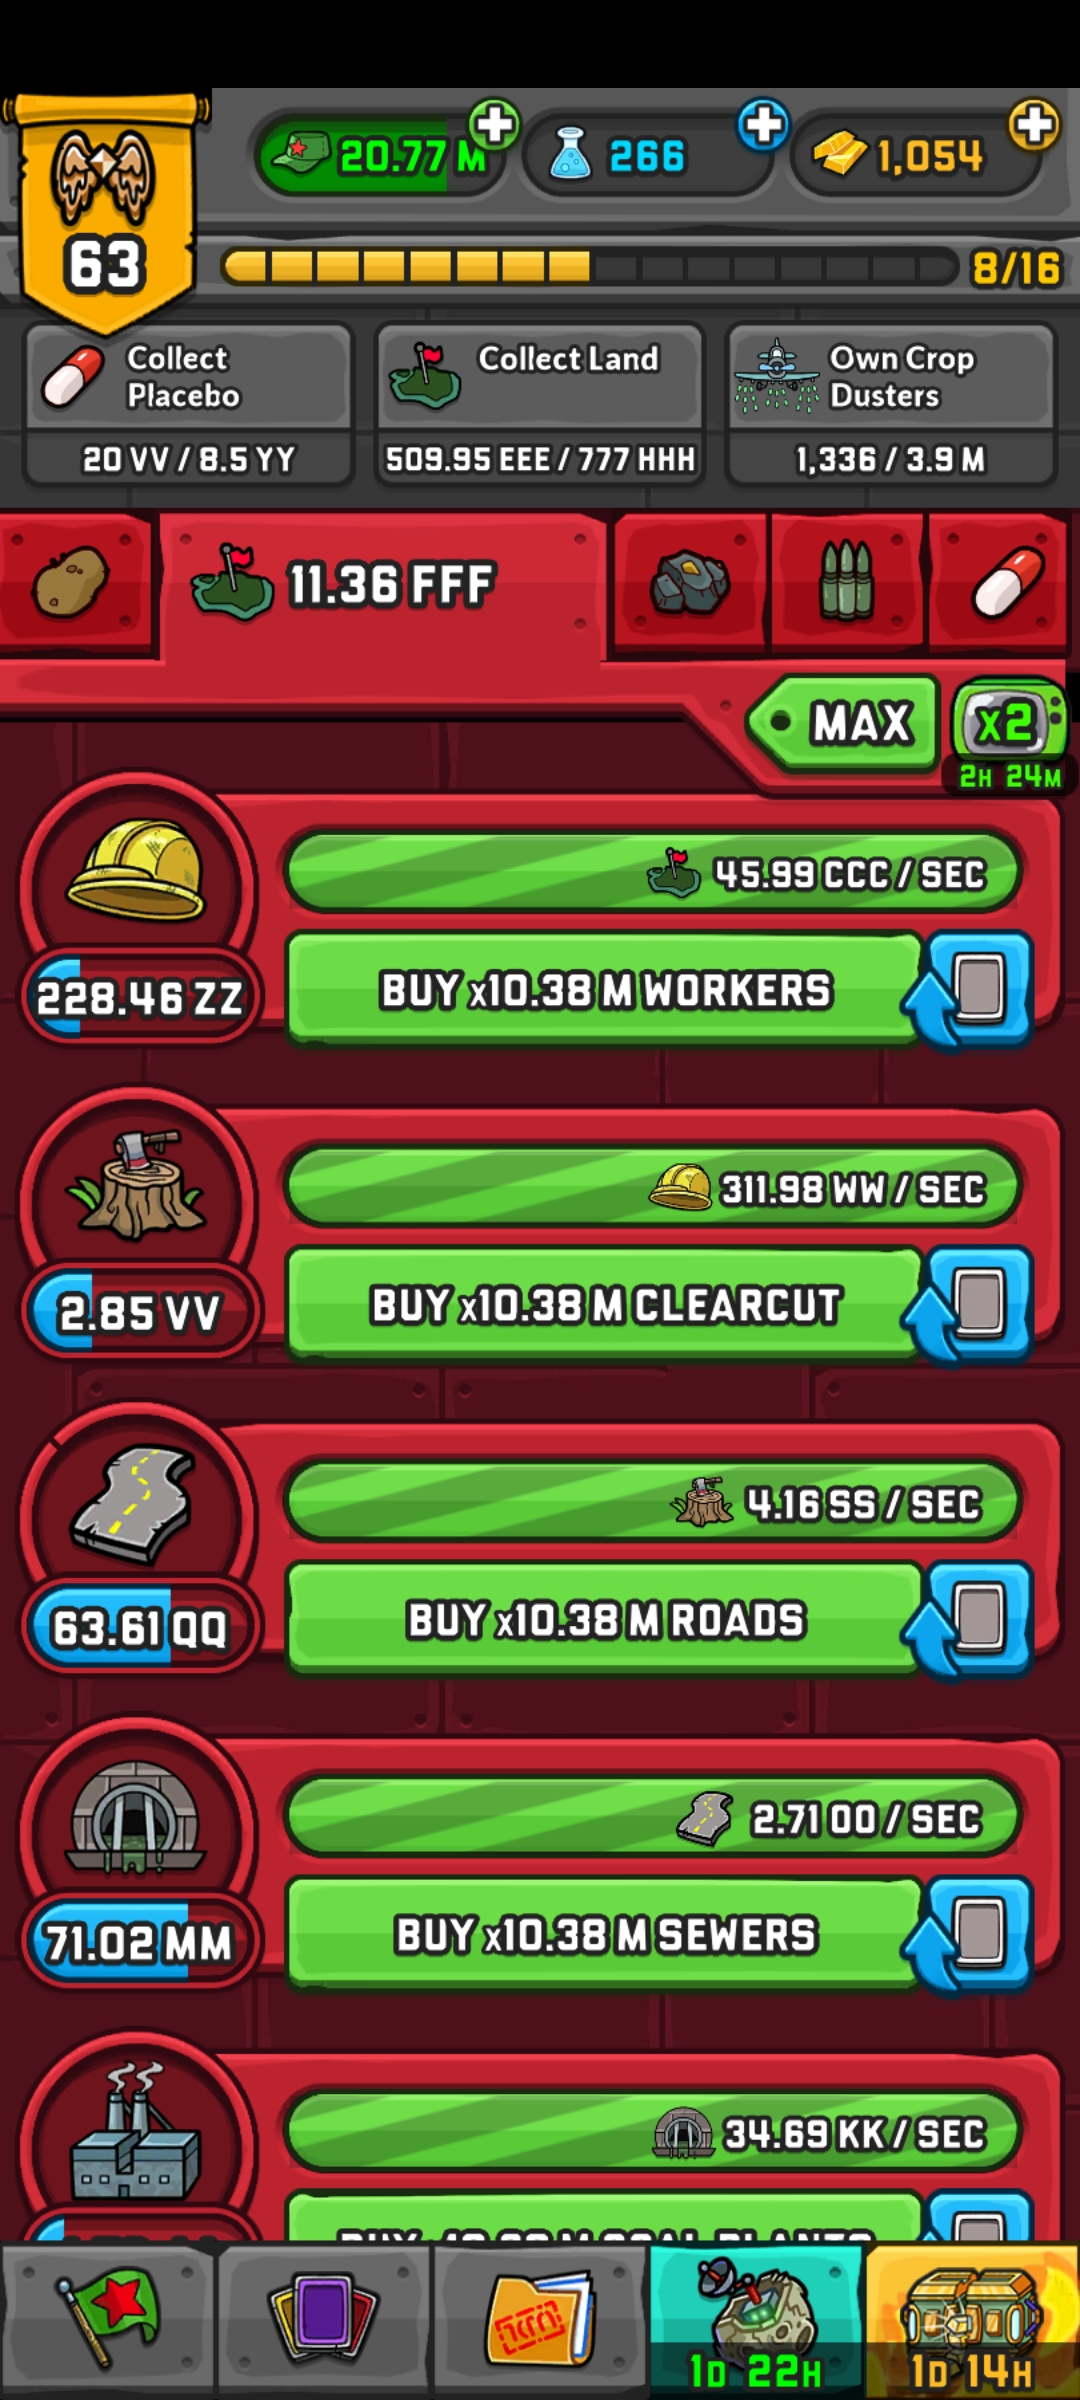 63
20.77 M
266
1,054
8/16
Collect
Placebo
20 VV / 8.5 YY
Collect Land
509.95 EEE / 777 HHH
Own Crop
Dusters
1,336 / 3.9 M
11.36 FFF
MAX
x2
2H 24M
45.99 CCC / SEC
228.46 ZZ
BUY x10.38 M WORKERS
311.98 WW / SEC
2.85 VV
BUY x10.38 M CLEARCUT
4.16 SS / SEC
63.61 QQ
BUY x10.38 M ROADS
2.71 OO / SEC
71.02 MM
BUY x10.38 M SEWERS
34.69 KK / SEC
1D 22H
1D 14H